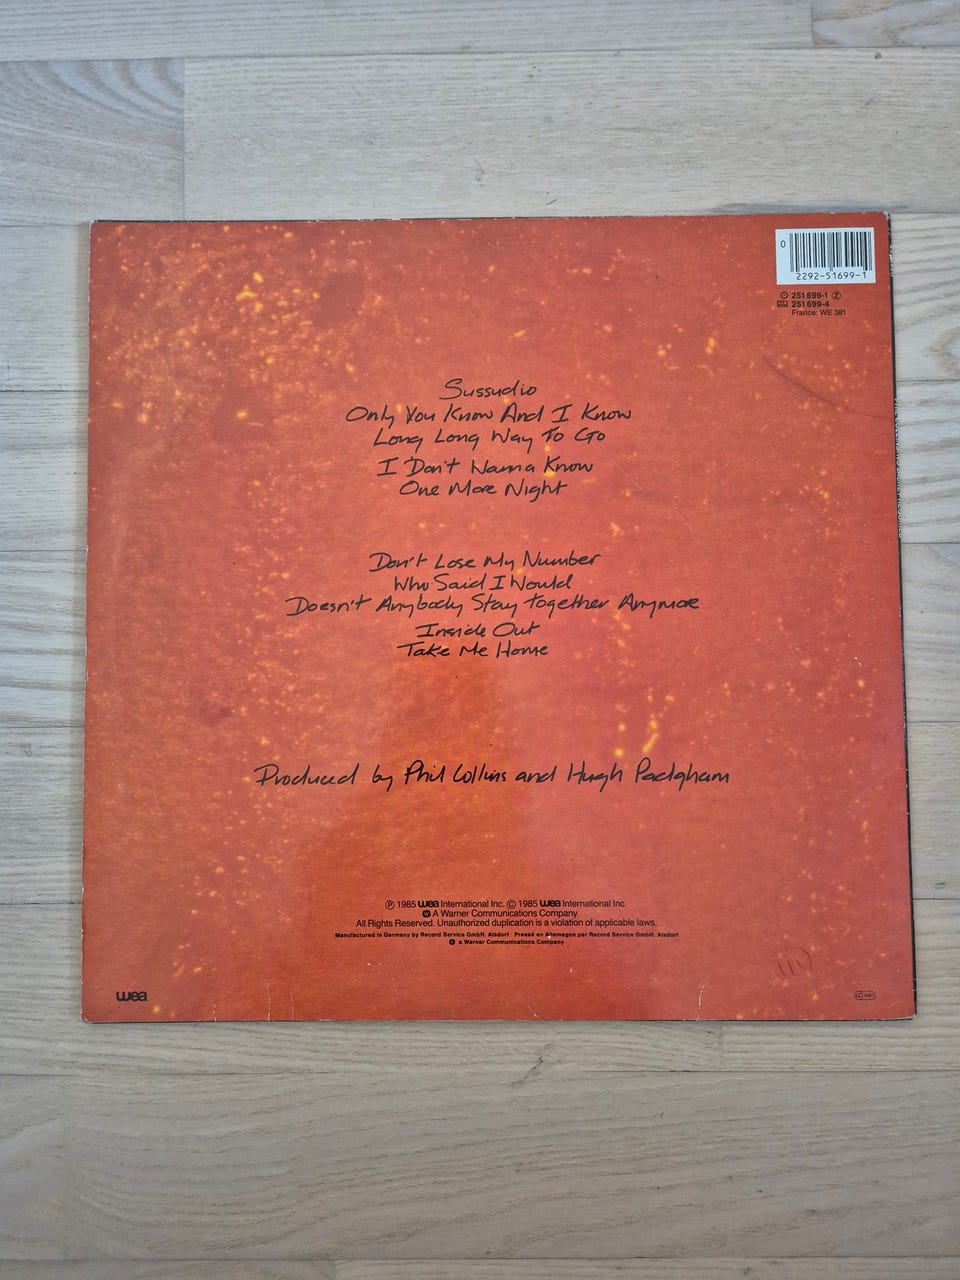 0
2292-51699-1
251 699-1 Z
251 699-4
France: WE 381
Sussudio
Only You Know And I Know
Long Long Way To Go
I Don't Wanna Know
One More Night
Don't Lose My Number
Who Said I Would
Doesn't Anybody Stay Together Anymore
Inside Out
Take Me Home
Produced by Phil Collins and Hugh Padgham
℗ 1985 wea International Inc. © 1985 wea International Inc.
A Warner Communications Company.
All Rights Reserved. Unauthorized duplication is a violation of applicable laws.
Manufactured in Germany by Record Service GmbH. Alsdorf · Pressé en Allemagne par Record Service GmbH. Alsdorf
a Warner Communications Company
wea